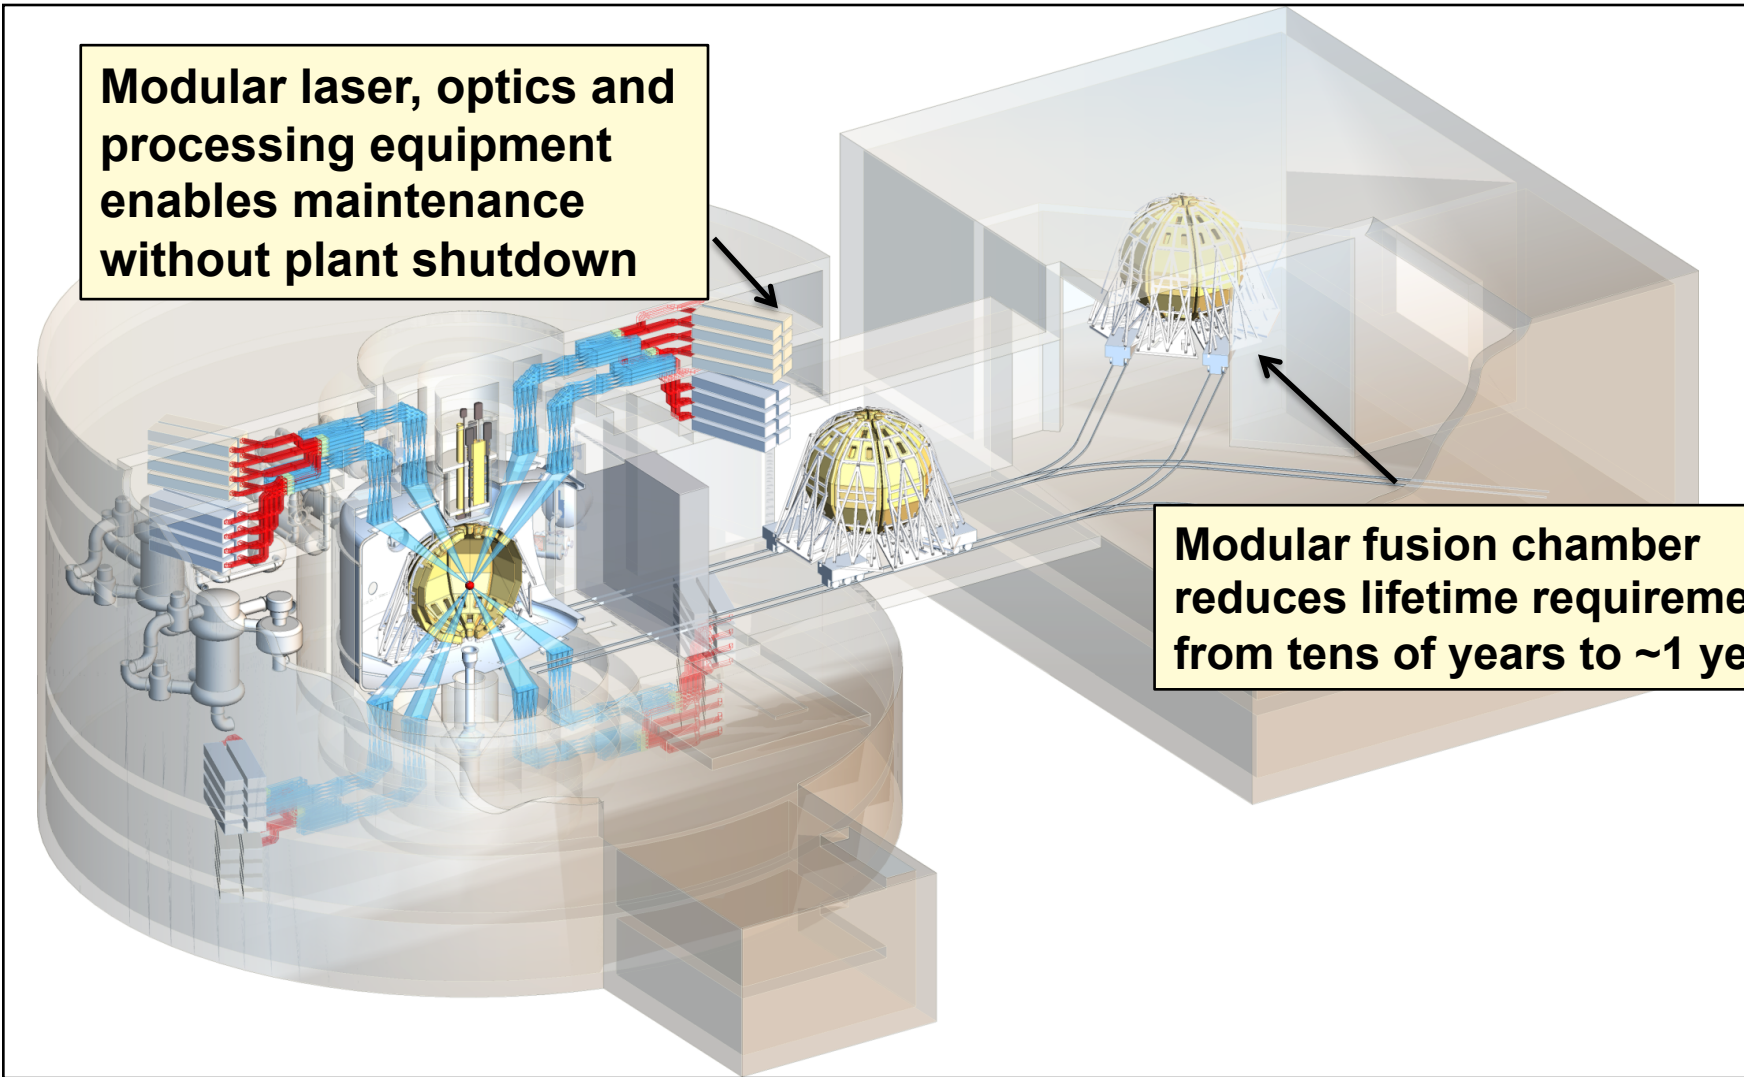 Modular laser, optics and
processing equipment
enables maintenance
without plant shutdown
Modular fusion chamber
reduces lifetime requireme
from tens of years to ~1 ye